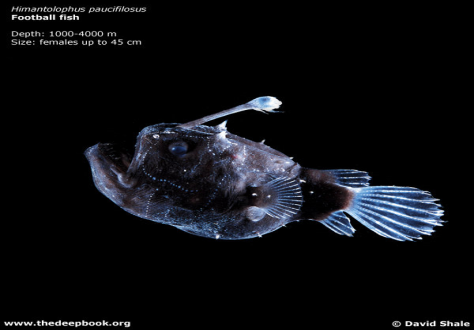 Himantolophus paucifilosus
Football fish
Depth: 1000-4000 m
Size: females up to 45 cm
www.thedeepbook.org
© David Shale